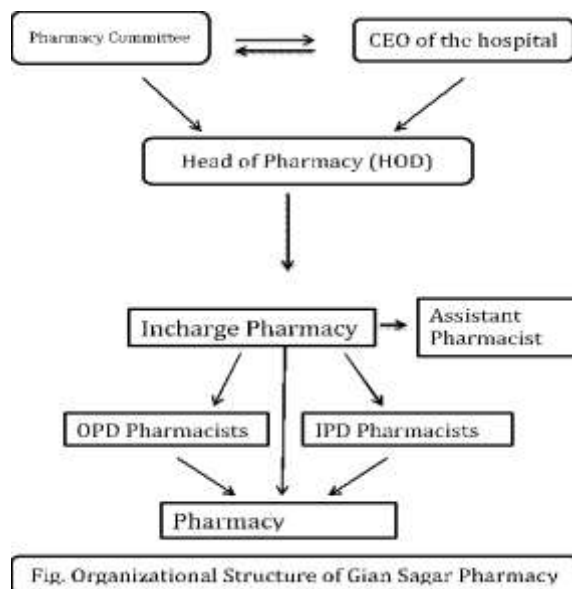 Pharmacy Committee
CEO of the hospital
Head of Pharmacy (HOD)
Incharge Pharmacy
Assistant
Pharmacist
OPD Pharmacists
IPD Pharmacists
Pharmacy
Fig. Organizational Structure of Gian Sagar Pharmacy